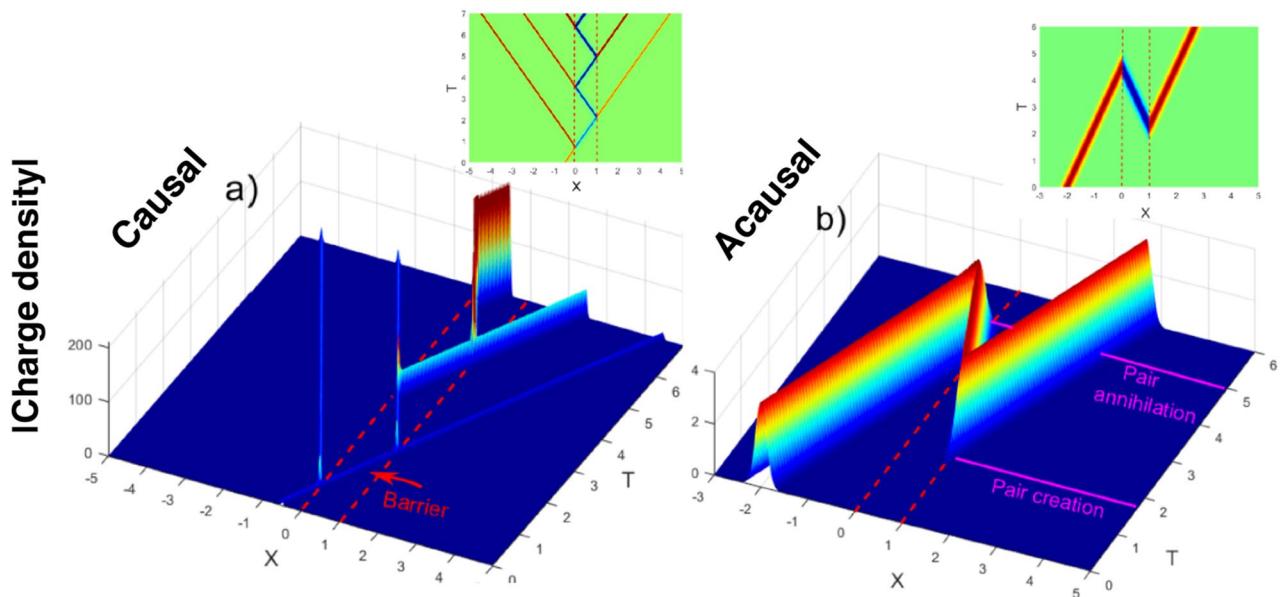 |Charge density|
Causal
a)
7
6
5
4
3
2
1
0
T
-5 -4 -3 -2 -1 0 1 2 3 4 5
X
200
100
0
-5 -4 -3 -2 -1 0 1 2 3 4
X
0 1 2 3 4 5 6
T
Barrier
Acausal
b)
6
5
4
3
2
1
0
T
-3 -2 -1 0 1 2 3 4 5
X
4
2
0
-3 -2 -1 0 1 2 3 4 5
X
0 1 2 3 4 5 6
T
Pair
annihilation
Pair creation